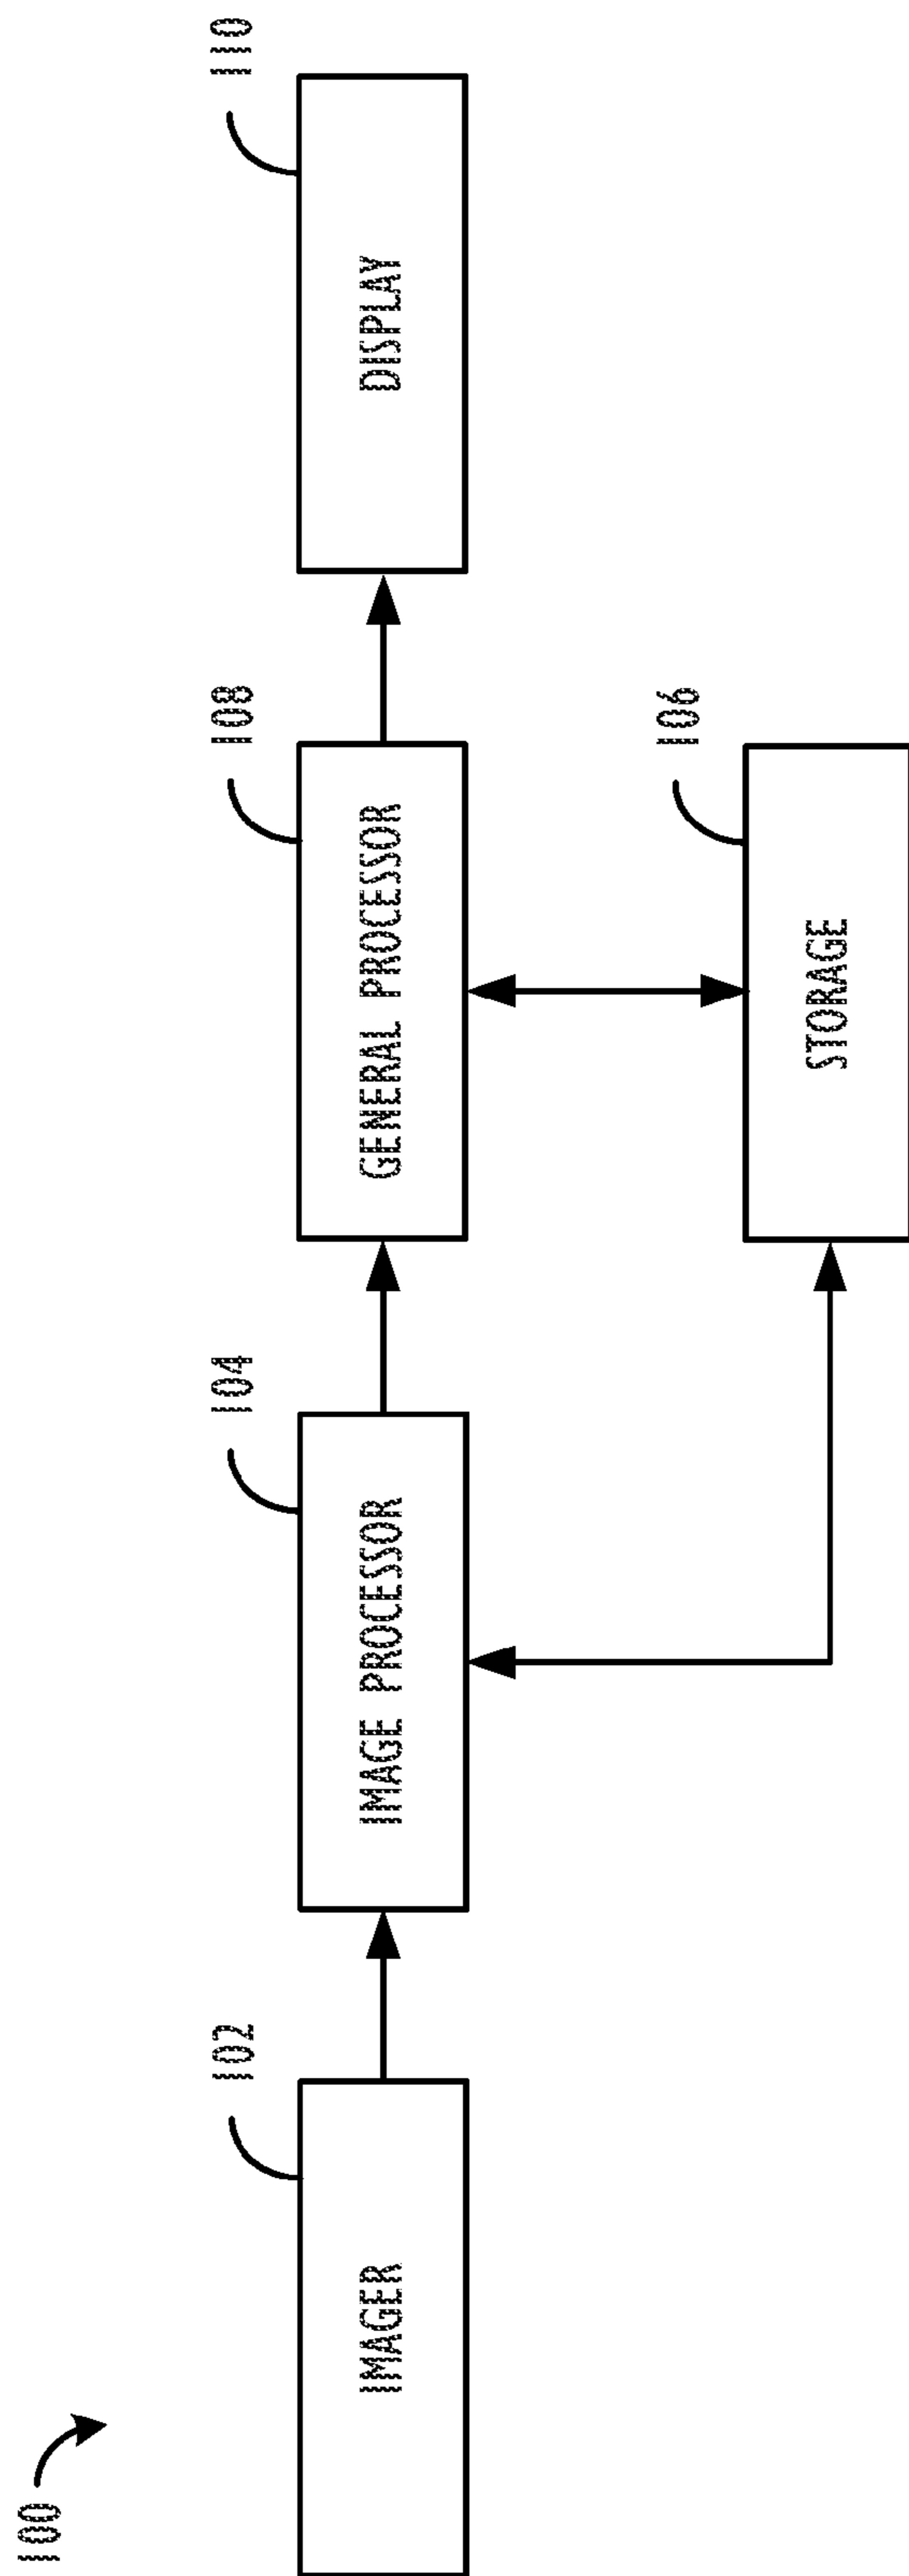 100
102
IMAGER
104
IMAGE PROCESSOR
108
GENERAL PROCESSOR
110
DISPLAY
106
STORAGE